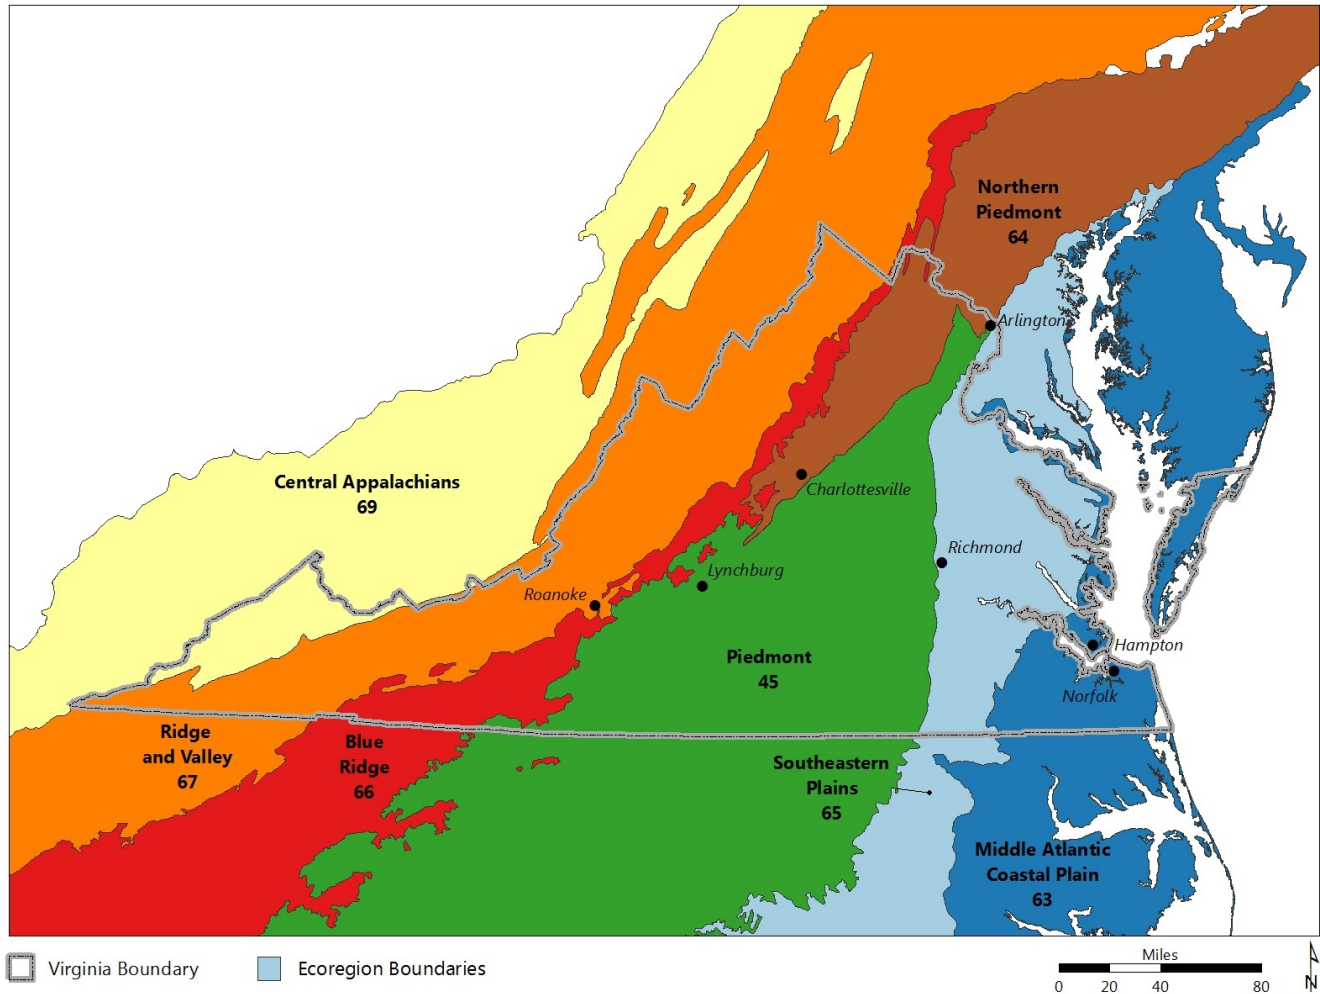 Northern
Piedmont
64
Arlington
Central Appalachians
69
Charlottesville
Richmond
Lynchburg
Roanoke
Hampton
Piedmont
45
Norfolk
Ridge
and Valley
67
Blue
Ridge
66
Southeastern
Plains
65
Middle Atlantic
Coastal Plain
63
Virginia Boundary
Ecoregion Boundaries
Miles
0 20 40 80
N